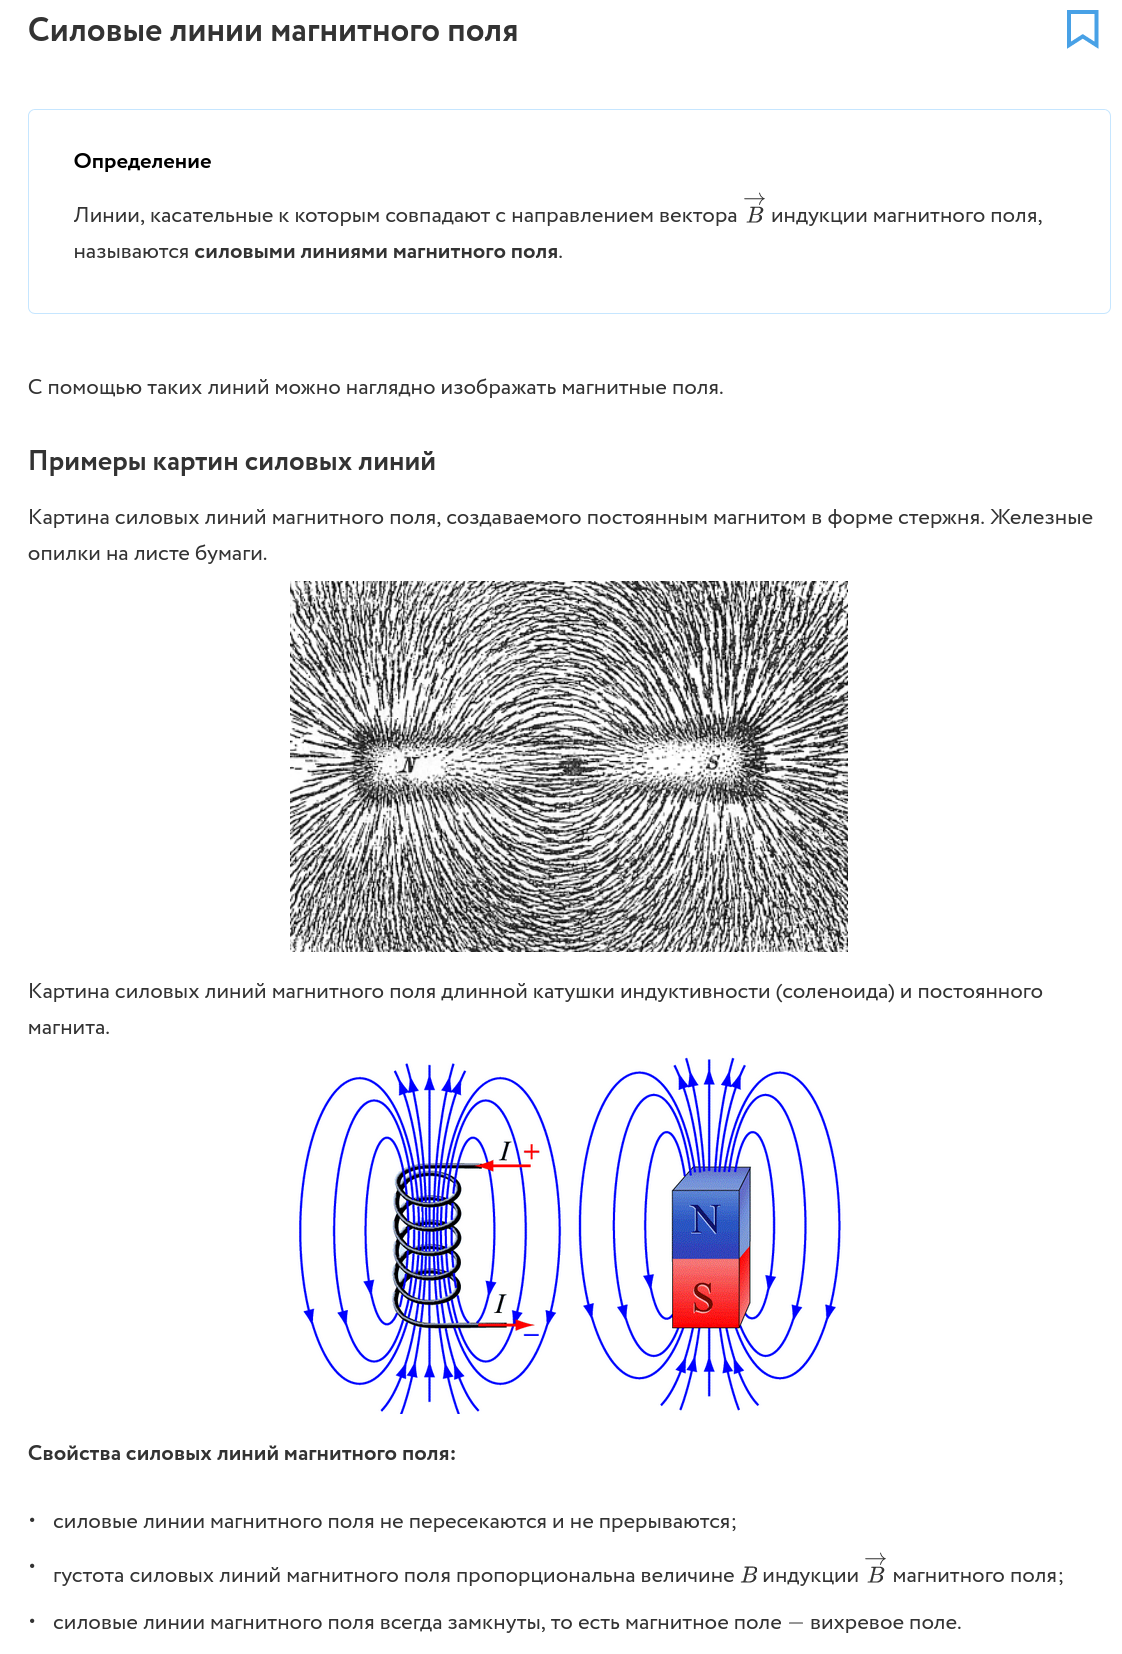 Силовые линии магнитного поля
Определение
Линии, касательные к которым совпадают с направлением вектора $\overrightarrow{B}$ индукции магнитного поля,
называются силовыми линиями магнитного поля.
С помощью таких линий можно наглядно изображать магнитные поля.
Примеры картин силовых линий
Картина силовых линий магнитного поля, создаваемого постоянным магнитом в форме стержня. Железные
опилки на листе бумаги.
N S
Картина силовых линий магнитного поля длинной катушки индуктивности (соленоида) и постоянного
магнита.
I +
N
S
I
−
Свойства силовых линий магнитного поля:
• силовые линии магнитного поля не пересекаются и не прерываются;
• густота силовых линий магнитного поля пропорциональна величине B индукции $\overrightarrow{B}$ магнитного поля;
• силовые линии магнитного поля всегда замкнуты, то есть магнитное поле — вихревое поле.